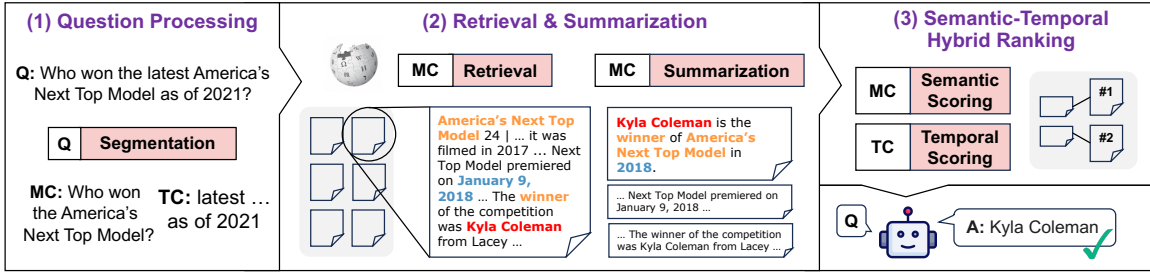 (1) Question Processing
Q: Who won the latest America's
Next Top Model as of 2021?
Q Segmentation
MC: Who won
the America's
Next Top Model?
TC: latest ...
as of 2021
(2) Retrieval & Summarization
MC Retrieval
America's Next Top
Model 24 | ... it was
filmed in 2017 ... Next
Top Model premiered
on January 9,
2018 ... The winner
of the competition
was Kyla Coleman
from Lacey ...
MC Summarization
Kyla Coleman is the
winner of America's
Next Top Model in
2018.
... Next Top Model premiered on
January 9, 2018 ...
... The winner of the competition
was Kyla Coleman from Lacey ...
(3) Semantic-Temporal
Hybrid Ranking
MC Semantic
Scoring
TC Temporal
Scoring
#1
#2
Q
A: Kyla Coleman